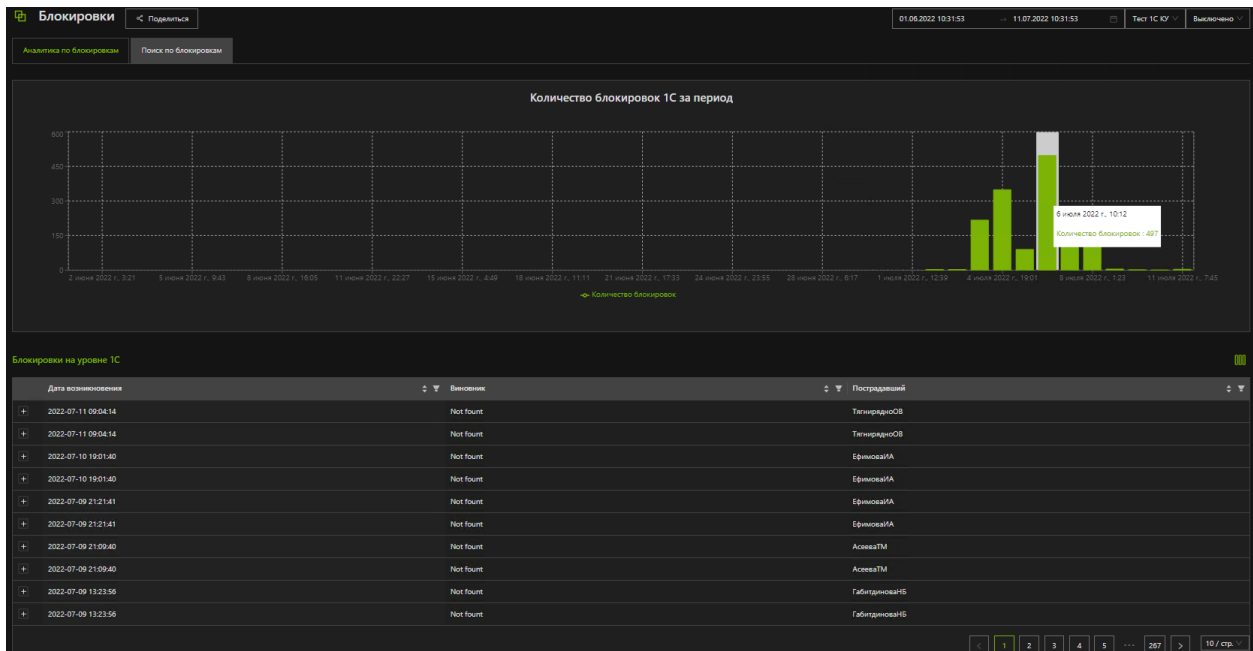 Блокировки Поделиться 01.06.2022 10:31:53 → 11.07.2022 10:31:53 Тест 1С КУ Выключено
Аналитика по блокировкам Поиск по блокировкам
Количество блокировок 1С за период
600
450
300
150
0
6 июля 2022 г., 10:12
Количество блокировок : 497
2 июня 2022 г., 3:21 5 июня 2022 г., 9:43 8 июня 2022 г., 16:05 11 июня 2022 г., 22:27 15 июня 2022 г., 4:49 18 июня 2022 г., 11:11 21 июня 2022 г., 17:33 24 июня 2022 г., 23:55 28 июня 2022 г., 6:17 1 июля 2022 г., 12:39 4 июля 2022 г., 19:01 8 июля 2022 г., 1:23 11 июля 2022 г., 7:45
Количество блокировок
Блокировки на уровне 1С
Дата возникновения Виновник Пострадавший
2022-07-11 09:04:14 Not fount ТягнирядноОВ
2022-07-11 09:04:14 Not fount ТягнирядноОВ
2022-07-10 19:01:40 Not fount ЕфимоваИА
2022-07-10 19:01:40 Not fount ЕфимоваИА
2022-07-09 21:21:41 Not fount ЕфимоваИА
2022-07-09 21:21:41 Not fount ЕфимоваИА
2022-07-09 21:09:40 Not fount АсееваТМ
2022-07-09 21:09:40 Not fount АсееваТМ
2022-07-09 13:23:56 Not fount ГабитдиноваНБ
2022-07-09 13:23:56 Not fount ГабитдиноваНБ
< 1 2 3 4 5 ••• 267 > 10 / стр.